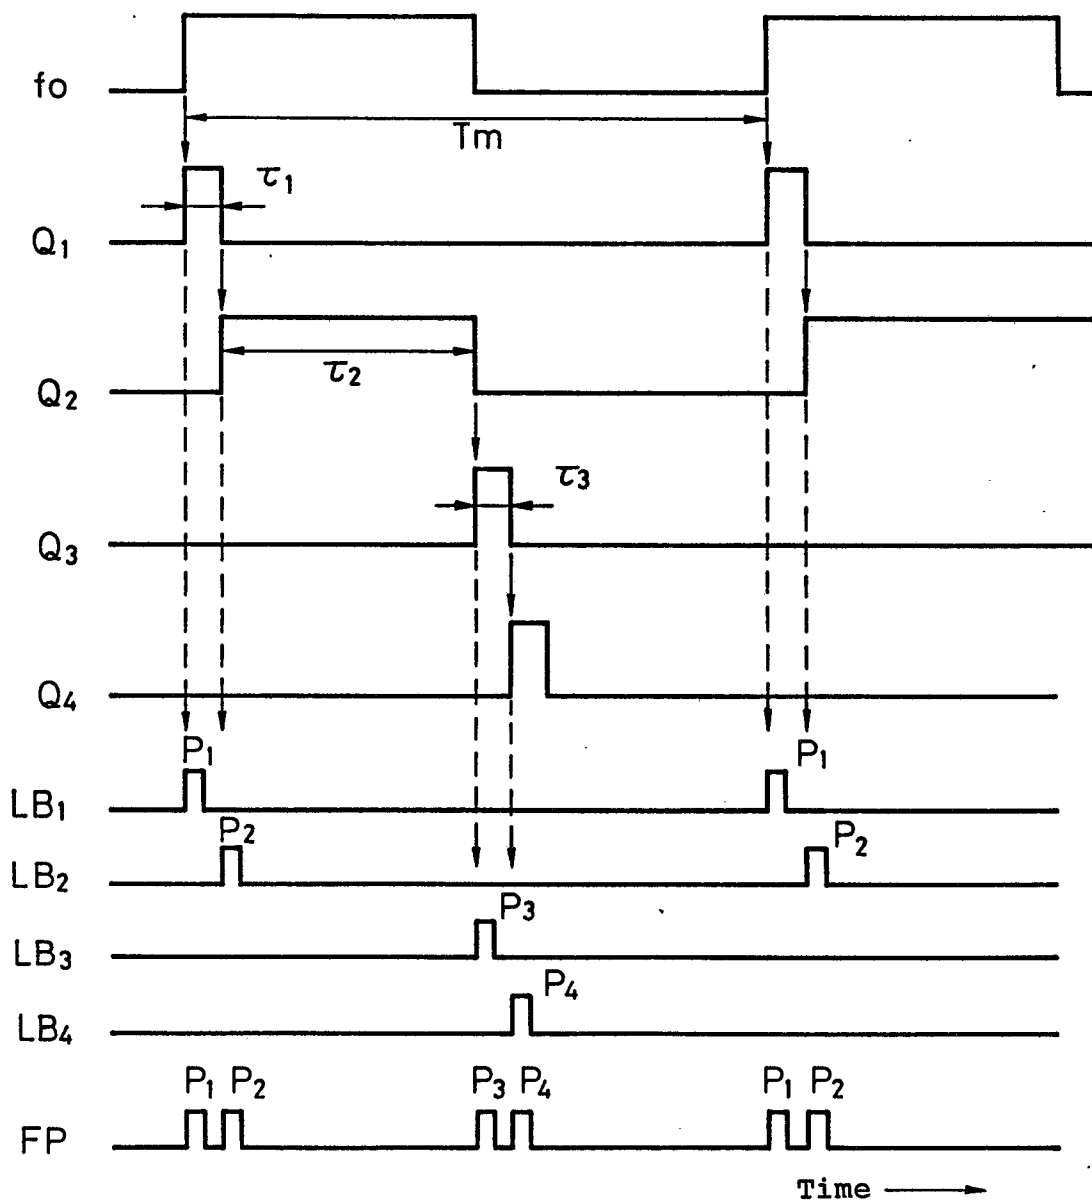 fo
Tm
τ1
Q1
τ2
Q2
τ3
Q3
Q4
P1 P1
LB1
P2 P2
LB2
P3
LB3
P4
LB4
P1 P2 P3 P4 P1 P2
FP
Time